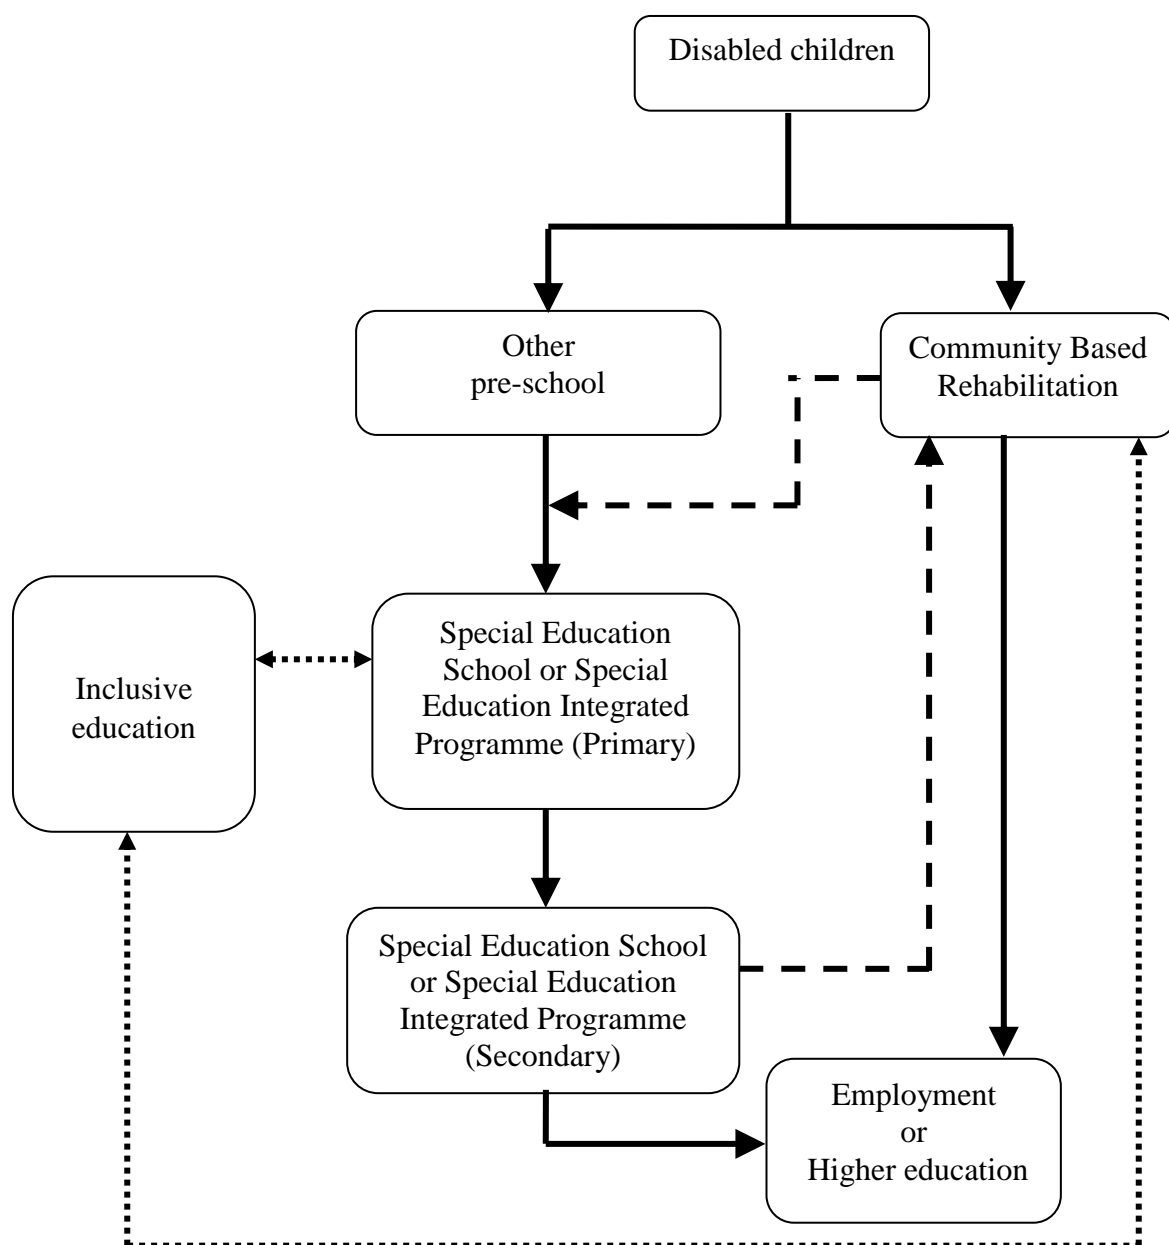 Disabled children
Other
pre-school
Community Based
Rehabilitation
Inclusive
education
Special Education
School or Special
Education Integrated
Programme (Primary)
Special Education School
or Special Education
Integrated Programme
(Secondary)
Employment
or
Higher education